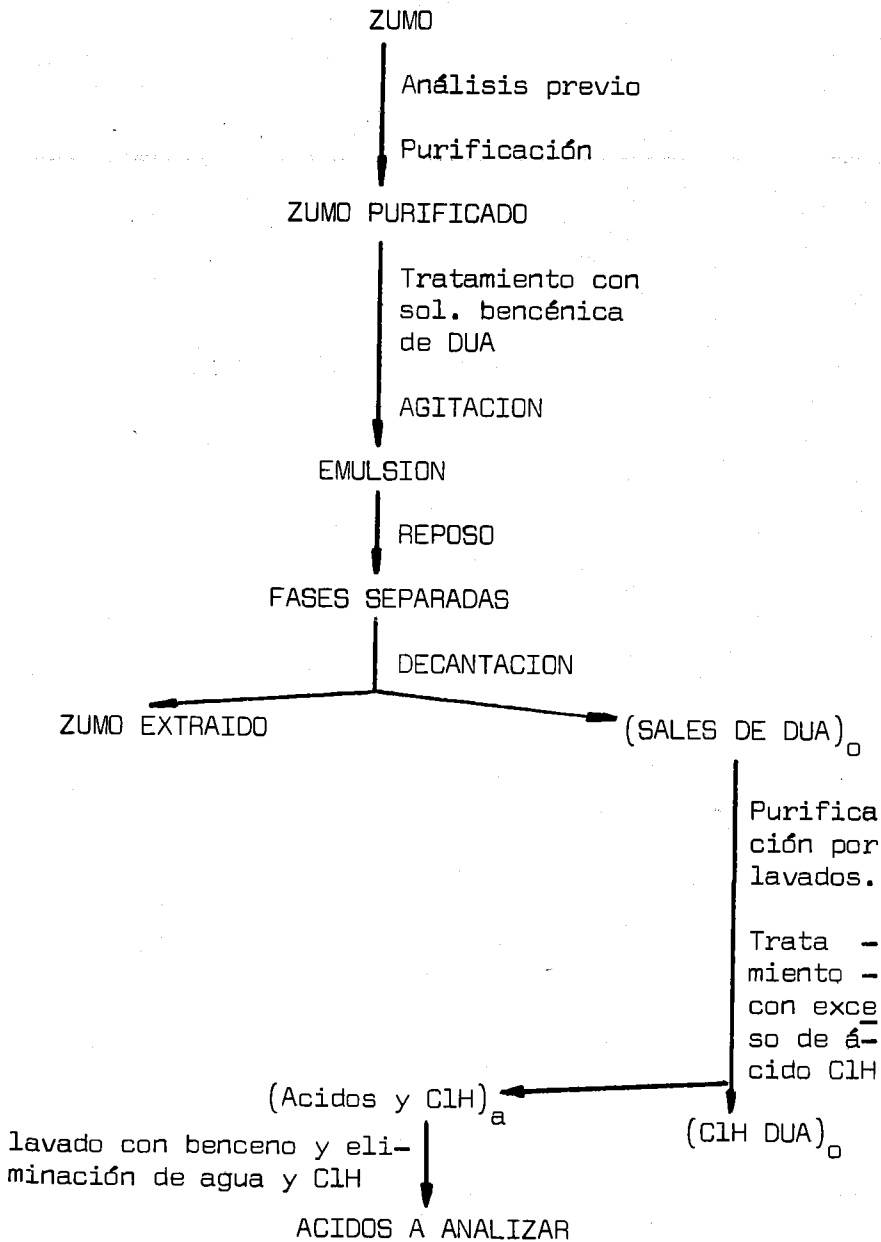 ZUMO
Análisis previo
Purificación
ZUMO PURIFICADO
Tratamiento con
sol. bencénica
de DUA
AGITACION
EMULSION
REPOSO
FASES SEPARADAS
DECANTACION
ZUMO EXTRAIDO
(SALES DE DUA)o
Purifica
ción por
lavados.
Trata -
miento -
con exce
so de á-
cido ClH
(Acidos y ClH)a
(ClH DUA)o
lavado con benceno y eli-
minación de agua y ClH
ACIDOS A ANALIZAR